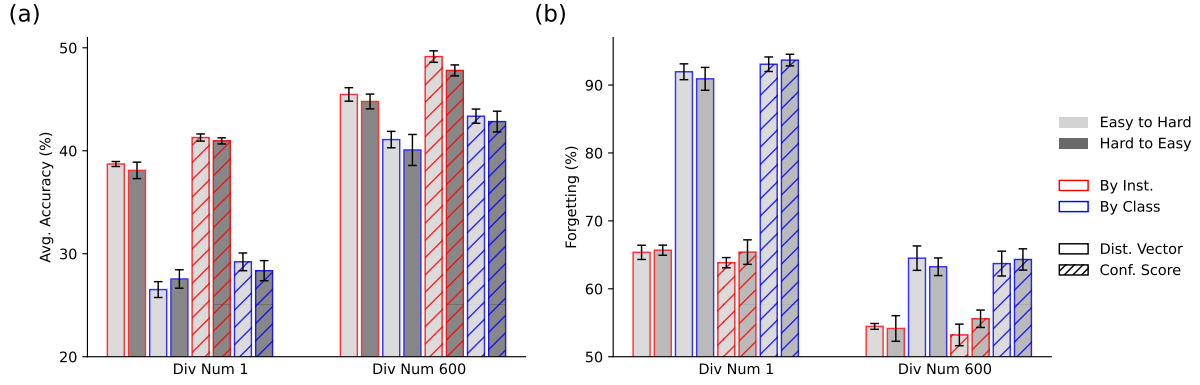 (a)
(b)
Avg. Accuracy (%)
50
40
30
20
Div Num 1
Div Num 600
Forgetting (%)
90
80
70
60
50
Div Num 1
Div Num 600
Easy to Hard
Hard to Easy
By Inst.
By Class
Dist. Vector
Conf. Score